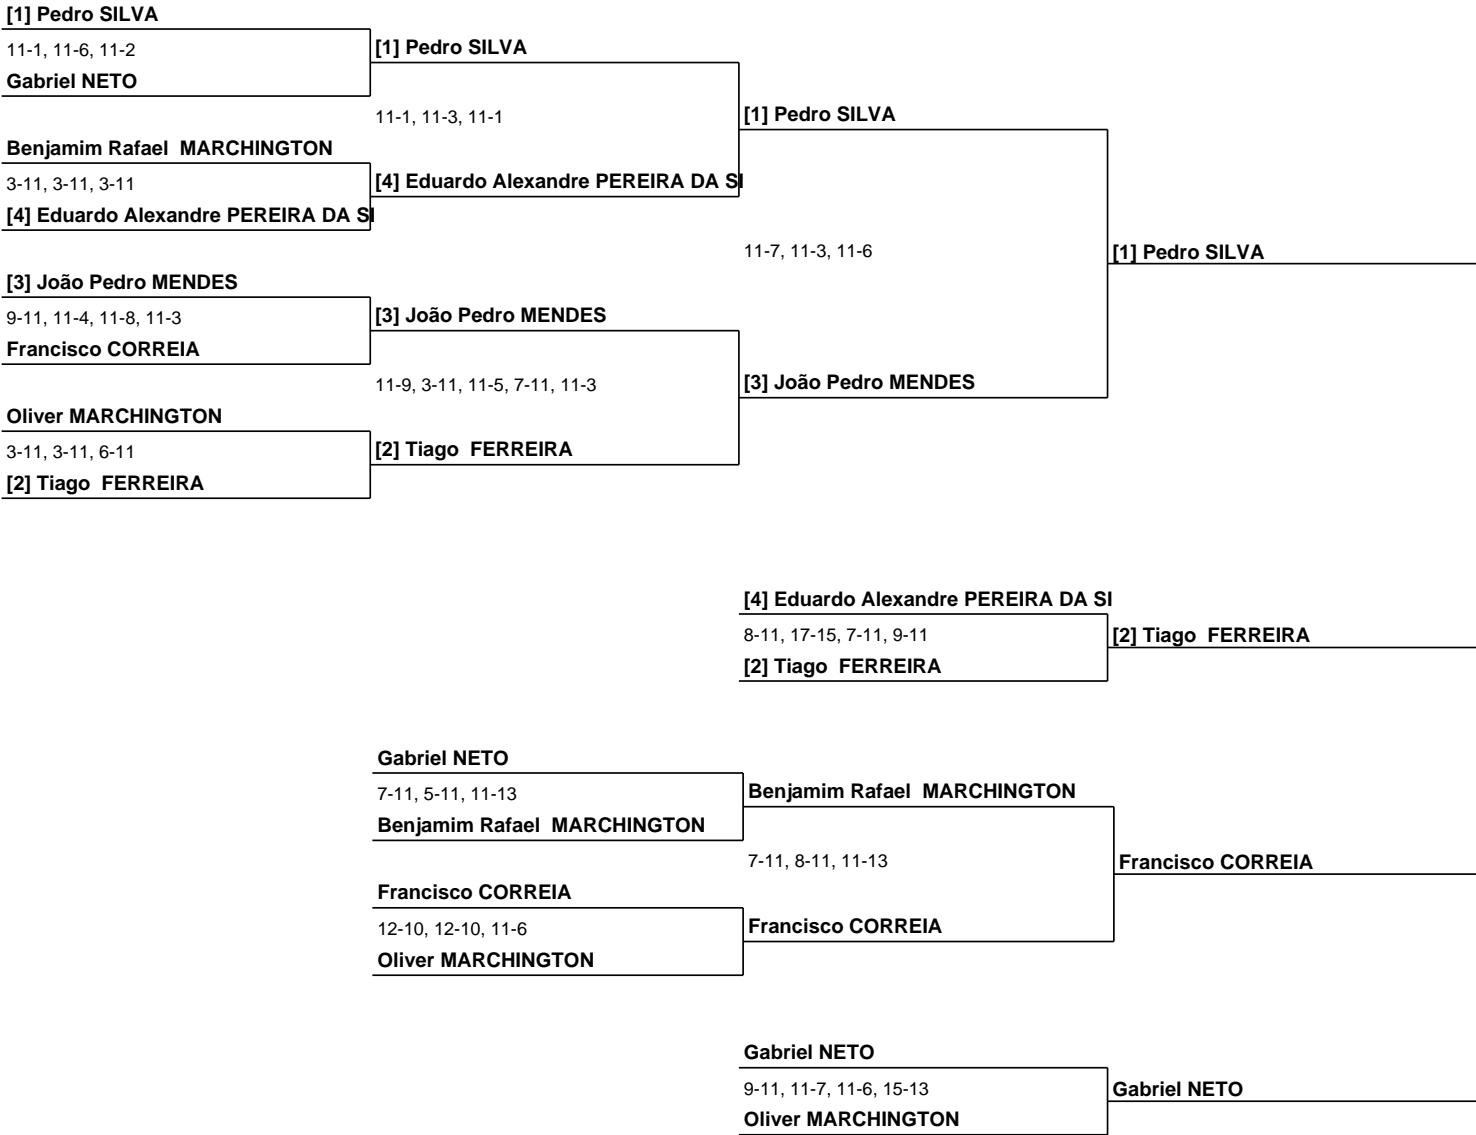 [1] Pedro SILVA
11-1, 11-6, 11-2
[1] Pedro SILVA
Gabriel NETO
11-1, 11-3, 11-1
[1] Pedro SILVA
Benjamim Rafael  MARCHINGTON
3-11, 3-11, 3-11
[4] Eduardo Alexandre PEREIRA DA SI
[4] Eduardo Alexandre PEREIRA DA SI
11-7, 11-3, 11-6
[1] Pedro SILVA
[3] João Pedro MENDES
9-11, 11-4, 11-8, 11-3
[3] João Pedro MENDES
Francisco CORREIA
11-9, 3-11, 11-5, 7-11, 11-3
[3] João Pedro MENDES
Oliver MARCHINGTON
3-11, 3-11, 6-11
[2] Tiago  FERREIRA
[2] Tiago  FERREIRA
[4] Eduardo Alexandre PEREIRA DA SI
8-11, 17-15, 7-11, 9-11
[2] Tiago  FERREIRA
[2] Tiago  FERREIRA
Gabriel NETO
7-11, 5-11, 11-13
Benjamim Rafael  MARCHINGTON
Benjamim Rafael  MARCHINGTON
7-11, 8-11, 11-13
Francisco CORREIA
Francisco CORREIA
12-10, 12-10, 11-6
Francisco CORREIA
Oliver MARCHINGTON
Gabriel NETO
9-11, 11-7, 11-6, 15-13
Gabriel NETO
Oliver MARCHINGTON